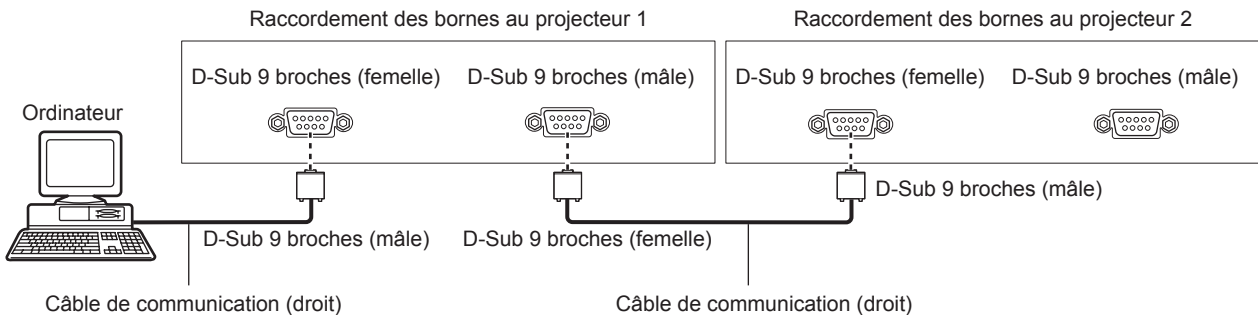 Raccordement des bornes au projecteur 1
Raccordement des bornes au projecteur 2
D-Sub 9 broches (femelle)
D-Sub 9 broches (mâle)
D-Sub 9 broches (femelle)
D-Sub 9 broches (mâle)
Ordinateur
D-Sub 9 broches (mâle)
D-Sub 9 broches (mâle)
D-Sub 9 broches (femelle)
Câble de communication (droit)
Câble de communication (droit)